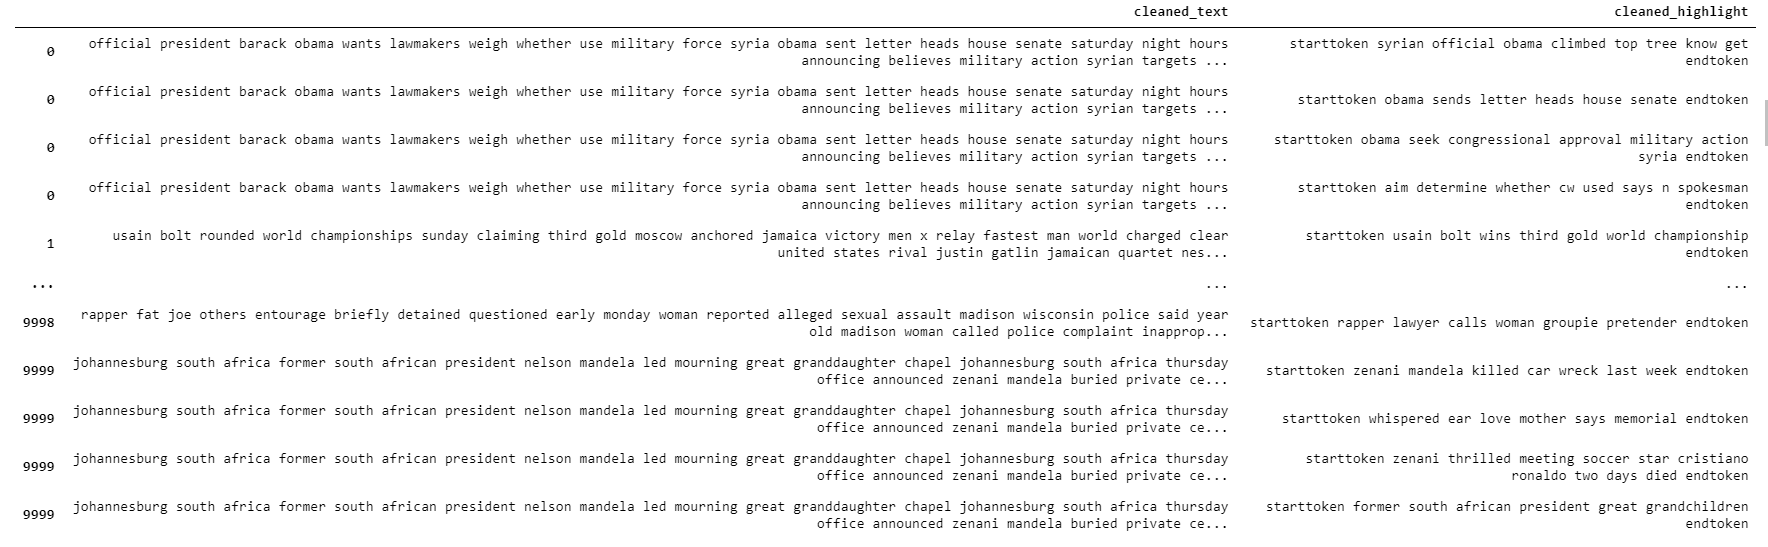 cleaned_text cleaned_highlight
0 official president barack obama wants lawmakers weigh whether use military force syria obama sent letter heads house senate saturday night hours announcing believes military action syrian targets ... starttoken syrian official obama climbed top tree know get endtoken
0 official president barack obama wants lawmakers weigh whether use military force syria obama sent letter heads house senate saturday night hours announcing believes military action syrian targets ... starttoken obama sends letter heads house senate endtoken
0 official president barack obama wants lawmakers weigh whether use military force syria obama sent letter heads house senate saturday night hours announcing believes military action syrian targets ... starttoken obama seek congressional approval military action syria endtoken
0 official president barack obama wants lawmakers weigh whether use military force syria obama sent letter heads house senate saturday night hours announcing believes military action syrian targets ... starttoken aim determine whether cw used says n spokesman endtoken
1 usain bolt rounded world championships sunday claiming third gold moscow anchored jamaica victory men x relay fastest man world charged clear united states rival justin gatlin jamaican quartet nes... starttoken usain bolt wins third gold world championship endtoken
... ... ...
9998 rapper fat joe others entourage briefly detained questioned early monday woman reported alleged sexual assault madison wisconsin police said year old madison woman called police complaint inapprop... starttoken rapper lawyer calls woman groupie pretender endtoken
9999 johannesburg south africa former south african president nelson mandela led mourning great granddaughter chapel johannesburg south africa thursday office announced zenani mandela buried private ce... starttoken zenani mandela killed car wreck last week endtoken
9999 johannesburg south africa former south african president nelson mandela led mourning great granddaughter chapel johannesburg south africa thursday office announced zenani mandela buried private ce... starttoken whispered ear love mother says memorial endtoken
9999 johannesburg south africa former south african president nelson mandela led mourning great granddaughter chapel johannesburg south africa thursday office announced zenani mandela buried private ce... starttoken zenani thrilled meeting soccer star cristiano ronaldo two days died endtoken
9999 johannesburg south africa former south african president nelson mandela led mourning great granddaughter chapel johannesburg south africa thursday office announced zenani mandela buried private ce... starttoken former south african president great grandchildren endtoken